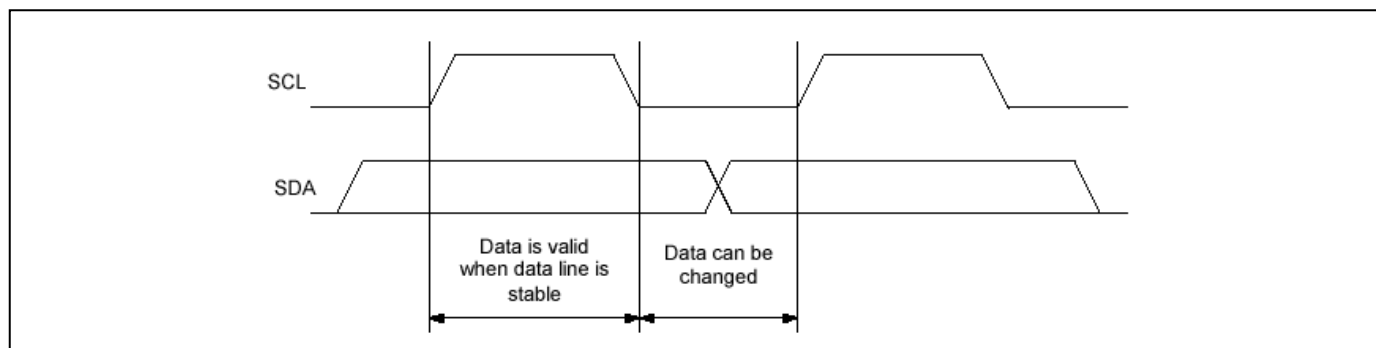 SCL
SDA
Data is valid
when data line is
stable
Data can be
changed